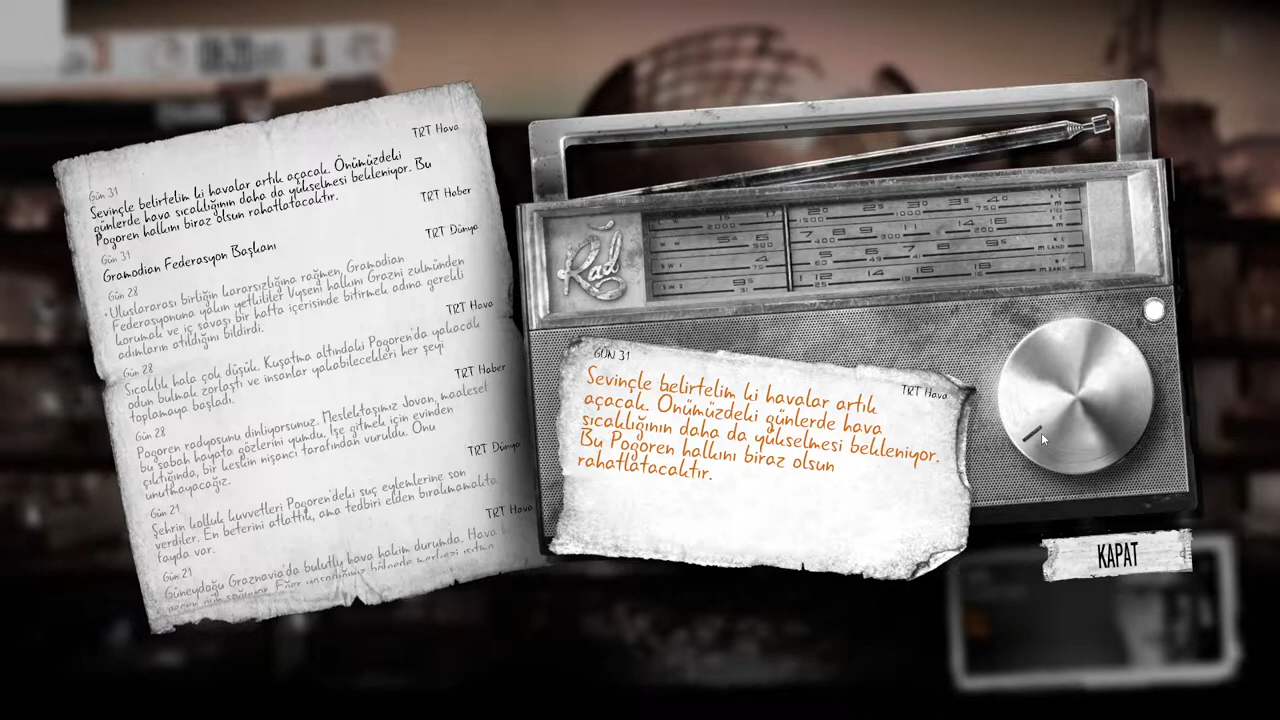 TRT Hava
Gün 31
Sevinçle belirtelim ki havalar artık açacak. Önümüzdeki
günlerde hava sıcaklığının daha da yükselmesi bekleniyor. Bu
Pogoren halkını biraz olsun rahatlatacaktır.
TRT Haber
Gün 31
Gramodian Federasyon Başkanı
TRT Dünya
Gün 28
Uluslararası birliğin kararsızlığına rağmen, Gramodian
Federasyonuna yakın yetkililer Vyseni halkını Grazni zulmünden
korumak ve iç savaşı bir hafta içerisinde bitirmek adına gerekli
adımların atıldığını bildirdi.
TRT Hava
Gün 28
Sıcaklık hala çok düşük. Kuşatma altındaki Pogoren'da yakacak
odun bulmak zorlaştı ve insanlar yakabilecekleri her şeyi
toplamaya başladı.
TRT Haber
Gün 28
Pogoren radyosunu dinliyorsunuz. Meslektaşımız Jovan, maalesef
bu sabah hayata gözlerini yumdu. İşe gitmek için evinden
çıktığında, bir keskin nişancı tarafından vuruldu. Onu
unutmayacağız.
TRT Dünya
Gün 21
Şehrin kolluk kuvvetleri Pogoren'deki suç eylemlerine son
verdiler. En beterini atlattık, ama tedbiri elden bırakmamakta
fayda var.
TRT Hava
Gün 21
Güneydoğu Graznavia'da bulutlu hava hakim durumda. Hava
Rad
GÜN 31
TRT Hava
Sevinçle belirtelim ki havalar artık
açacak. Önümüzdeki günlerde hava
sıcaklığının daha da yükselmesi bekleniyor.
Bu Pogoren halkını biraz olsun
rahatlatacaktır.
KAPAT